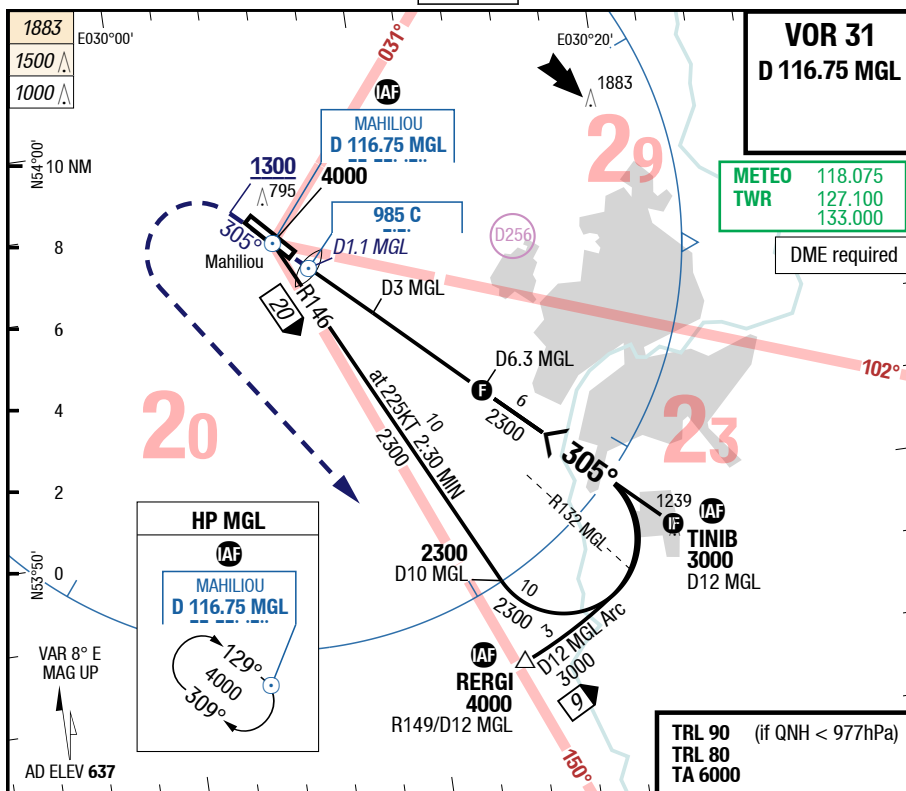 1883
1500
1000
E030°00'
E030°20'
N54°00'
N53°50'
10 NM
8
6
4
2
0
VOR 31
D 116.75 MGL
METEO 118.075
TWR 127.100
133.000
DME required
031°
102°
150°
29
23
20
1883
IAF
MAHILIOU
D 116.75 MGL
4000
1300
795
305°
Mahiliou
985 C
D1.1 MGL
D256
D3 MGL
20
R146
D6.3 MGL
F
6
2300
305°
at 225KT 2:30 MIN
10
2300
R132 MGL
1239
IF
IAF
TINIB
3000
D12 MGL
2300
D10 MGL
10
2300
3
D12 MGL Arc
3000
9
IAF
RERGI
4000
R149/D12 MGL
HP MGL
IAF
MAHILIOU
D 116.75 MGL
129°
4000
309°
VAR 8° E
MAG UP
AD ELEV 637
TRL 90 (if QNH < 977hPa)
TRL 80
TA 6000